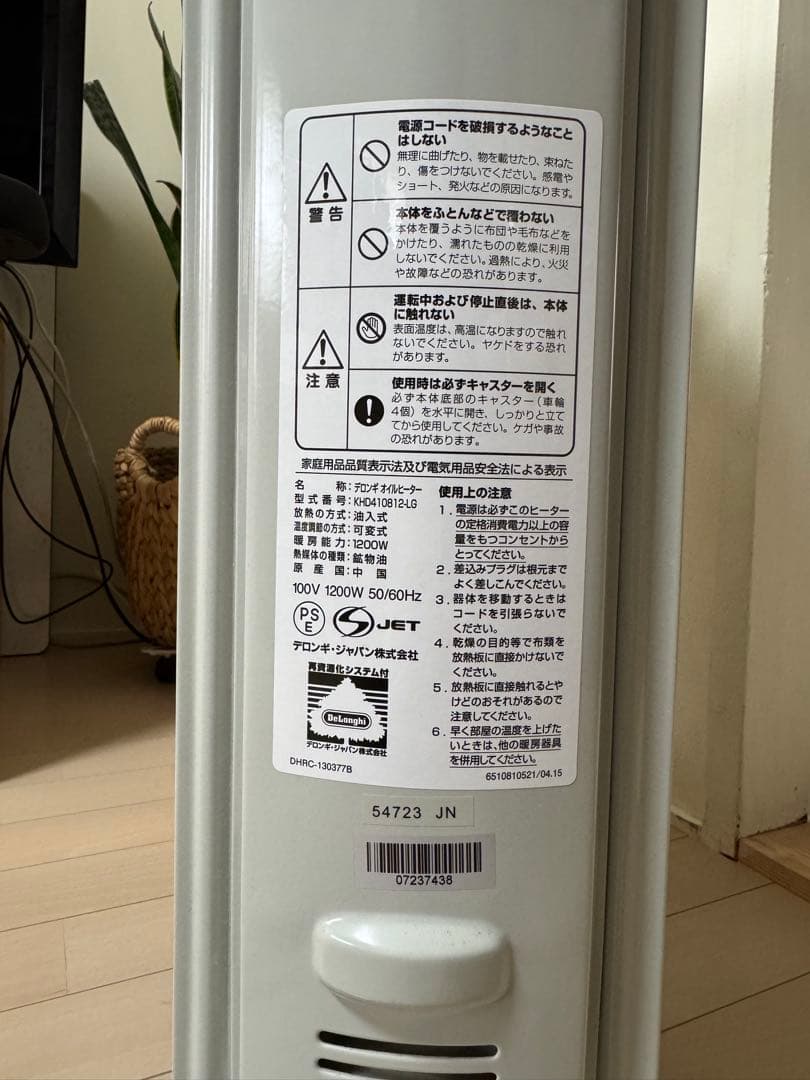 電源コードを破損するようなこと
はしない
無理に曲げたり、物を載せたり、束ねた
り、傷をつけないでください。感電や
ショート、発火などの原因になります。
警告
本体をふとんなどで覆わない
本体を覆うように布団や毛布などを
かけたり、濡れたものの乾燥に利用
しないでください。過熱により、火災
や故障などの恐れがあります。
運転中および停止直後は、本体
に触れない
表面温度は、高温になりますので触れ
ないでください。ヤケドをする恐れ
があります。
注意
使用時は必ずキャスターを開く
必ず本体底部のキャスター(車輪
4個)を水平に開き、しっかりと立て
てから使用してください。ケガや事故
の恐れがあります。
家庭用品品質表示法及び電気用品安全法による表示
名称:デロンギ オイルヒーター
型式番号:KHD410812-LG
放熱の方式:油入式
温度調節の方式:可変式
暖房能力:1200W
熱媒体の種類:鉱物油
原産国:中国
100V 1200W 50/60Hz
PS
E
JET
デロンギ・ジャパン株式会社
再資源化システム付
DeLonghi
デロンギ・ジャパン株式会社
DHRC-130377B
使用上の注意
1.電源は必ずこのヒーター
の定格消費電力以上の容
量をもつコンセントから
とってください。
2.差込みプラグは根元まで
よく差しこんでください。
3.器体を移動するときは
コードを引張らないで
ください。
4.乾燥の目的等で布類を
放熱板に直接かけないで
ください。
5.放熱板に直接触れるとや
けどのおそれがあるので
注意してください。
6.早く部屋の温度を上げた
いときは、他の暖房器具
を併用してください。
6510810521/04.15
54723 JN
07237438